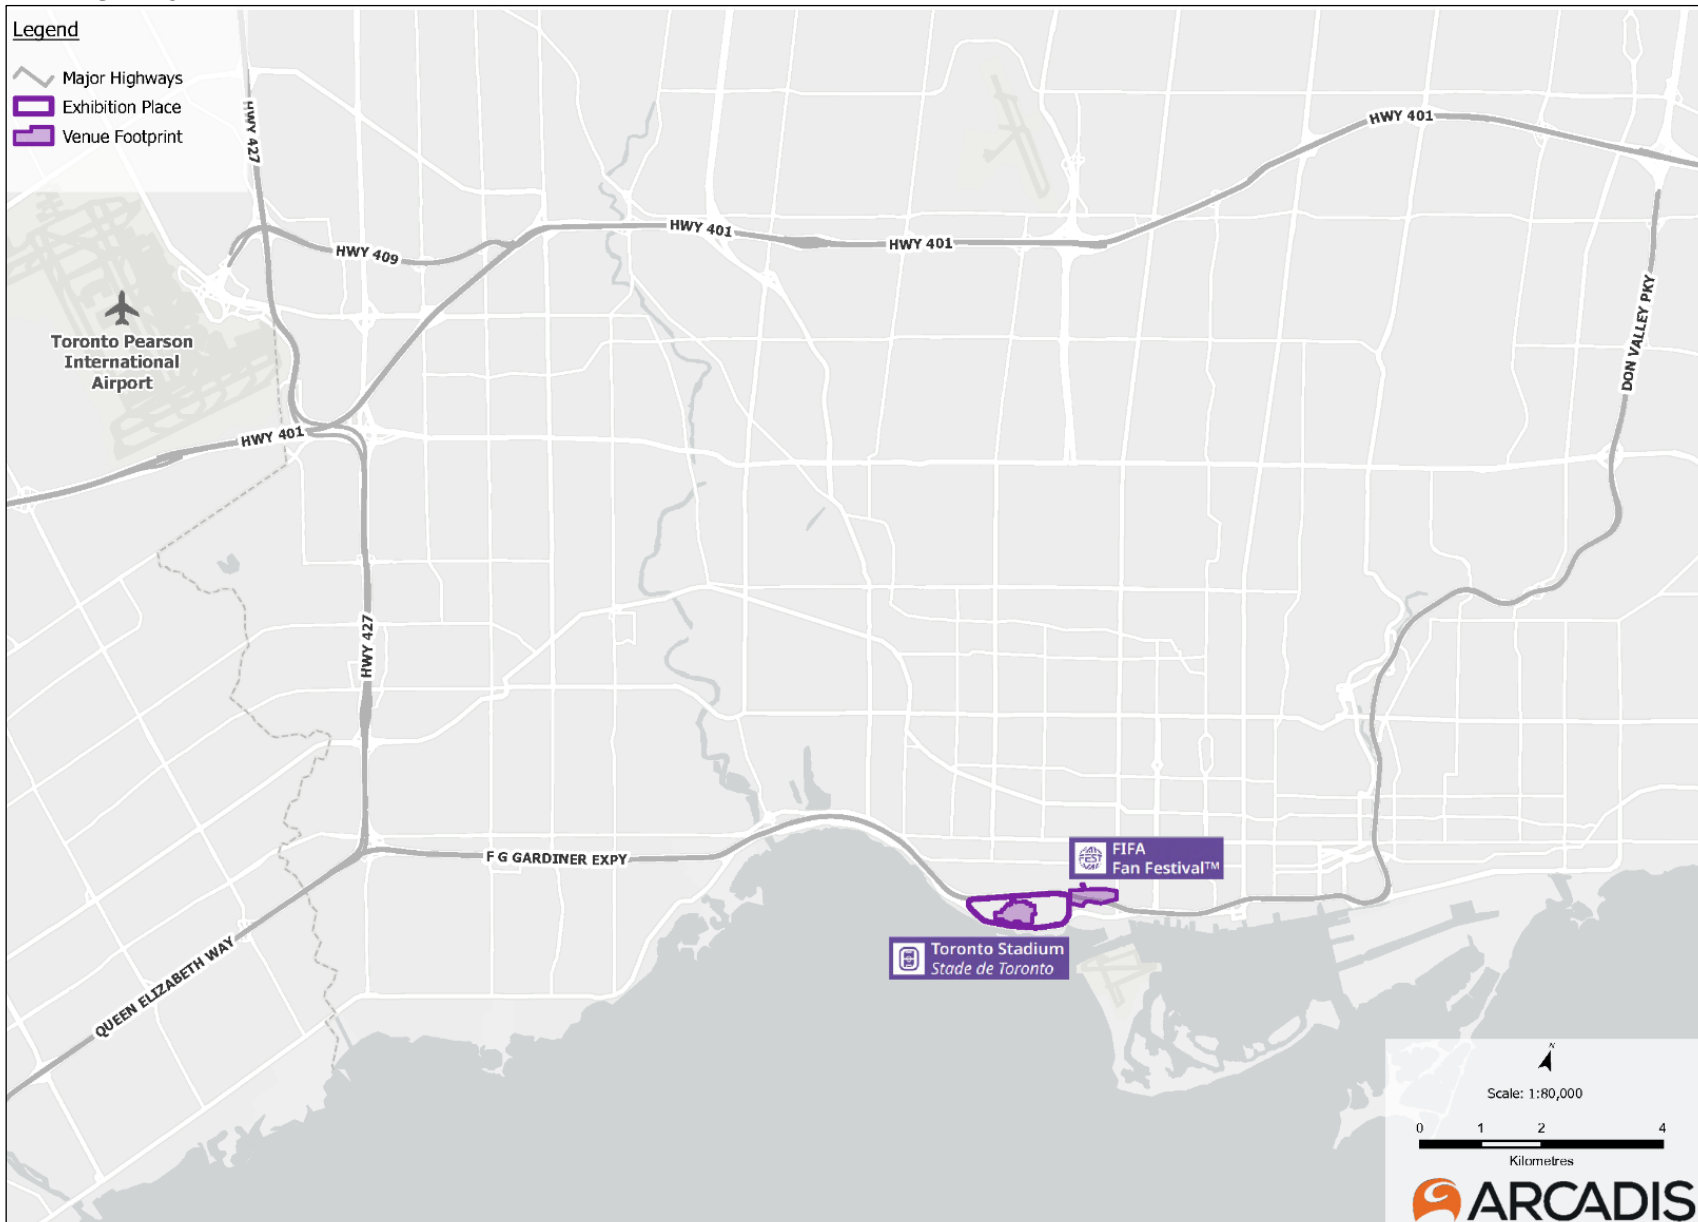 Legend
Major Highways
Exhibition Place
Venue Footprint
HWY 427
HWY 401
HWY 409
HWY 401
HWY 401
Toronto Pearson
International
Airport
DON VALLEY PKY
HWY 401
HWY 427
F G GARDINER EXPY
FIFA
Fan Festival™
Toronto Stadium
Stade de Toronto
QUEEN ELIZABETH WAY
N
Scale: 1:80,000
0 1 2 4
Kilometres
ARCADIS